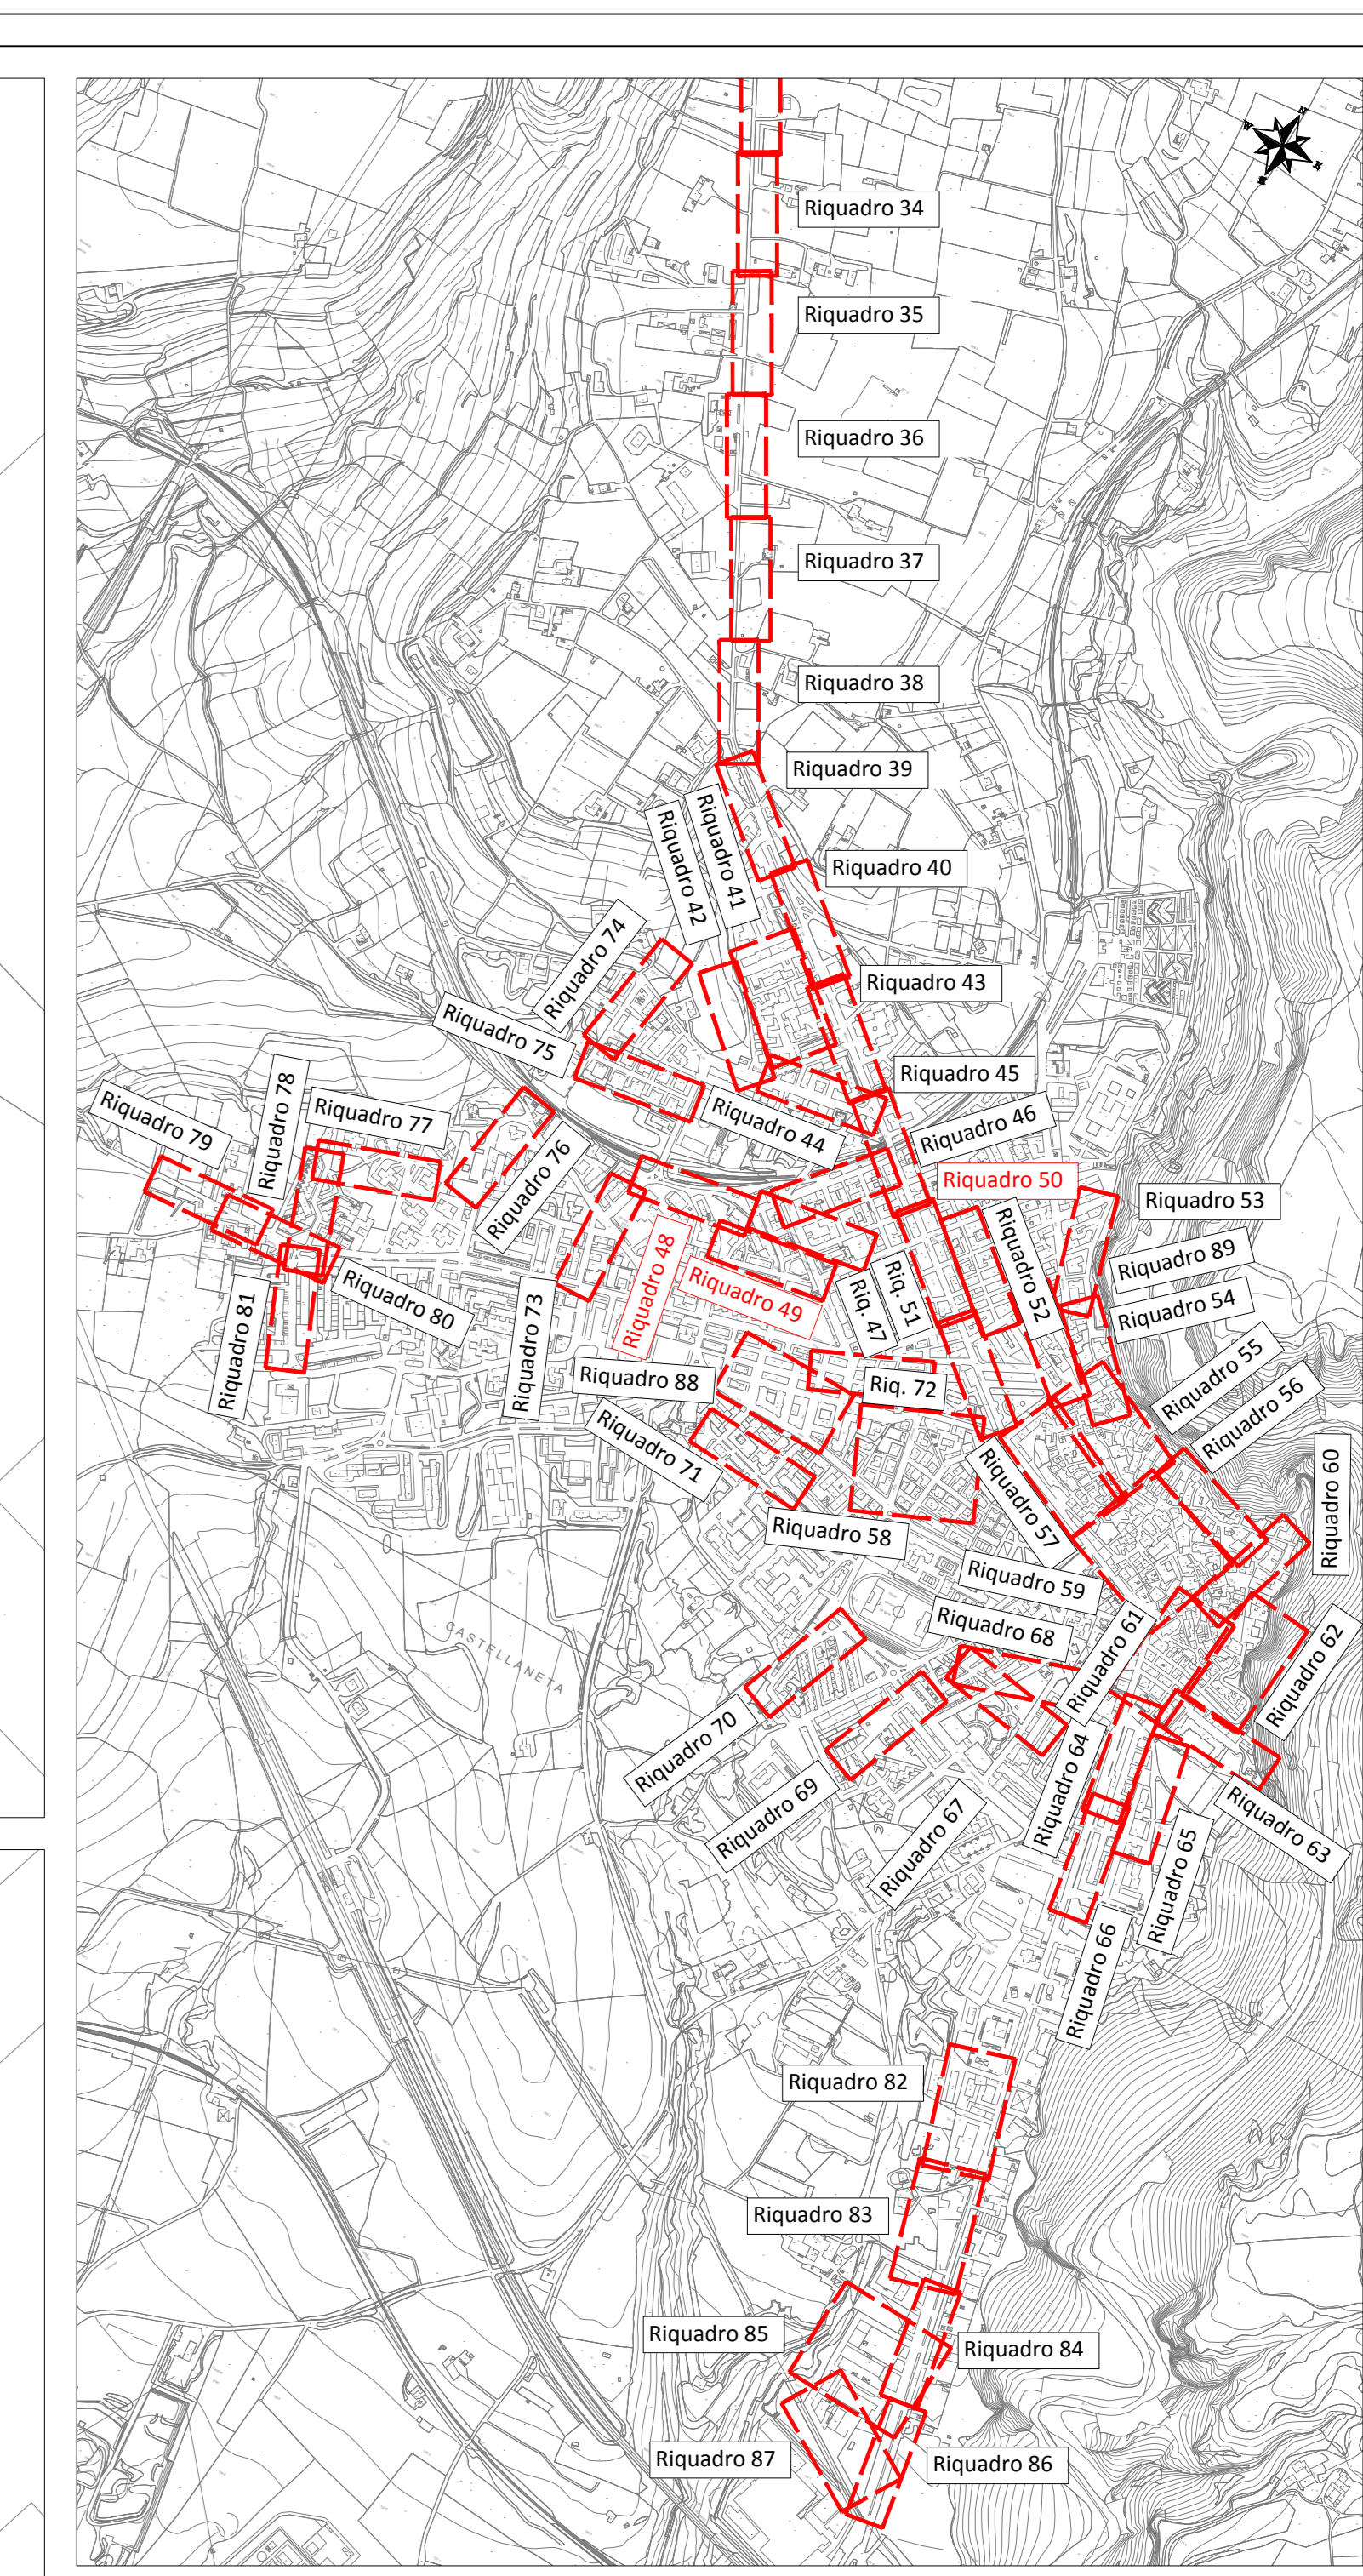 N
W
E
S
Riquadro 34
Riquadro 35
Riquadro 36
Riquadro 37
Riquadro 38
Riquadro 39
Riquadro 41
Riquadro 42
Riquadro 40
Riquadro 74
Riquadro 43
Riquadro 75
Riquadro 45
Riquadro 78
Riquadro 77
Riquadro 79
Riquadro 44
Riquadro 46
Riquadro 76
Riquadro 50
Riquadro 53
Riquadro 52
Riquadro 89
Riquadro 48
Riquadro 49
Riq. 47
Riq. 51
Riquadro 54
Riquadro 80
Riquadro 81
Riquadro 73
Riquadro 88
Riq. 72
Riquadro 55
Riquadro 56
Riquadro 71
Riquadro 57
Riquadro 60
Riquadro 58
Riquadro 59
CASTELLANETA
Riquadro 68
Riquadro 61
Riquadro 62
Riquadro 70
Riquadro 69
Riquadro 67
Riquadro 64
Riquadro 63
Riquadro 65
Riquadro 66
Riquadro 82
Riquadro 83
Riquadro 85
Riquadro 84
Riquadro 87
Riquadro 86